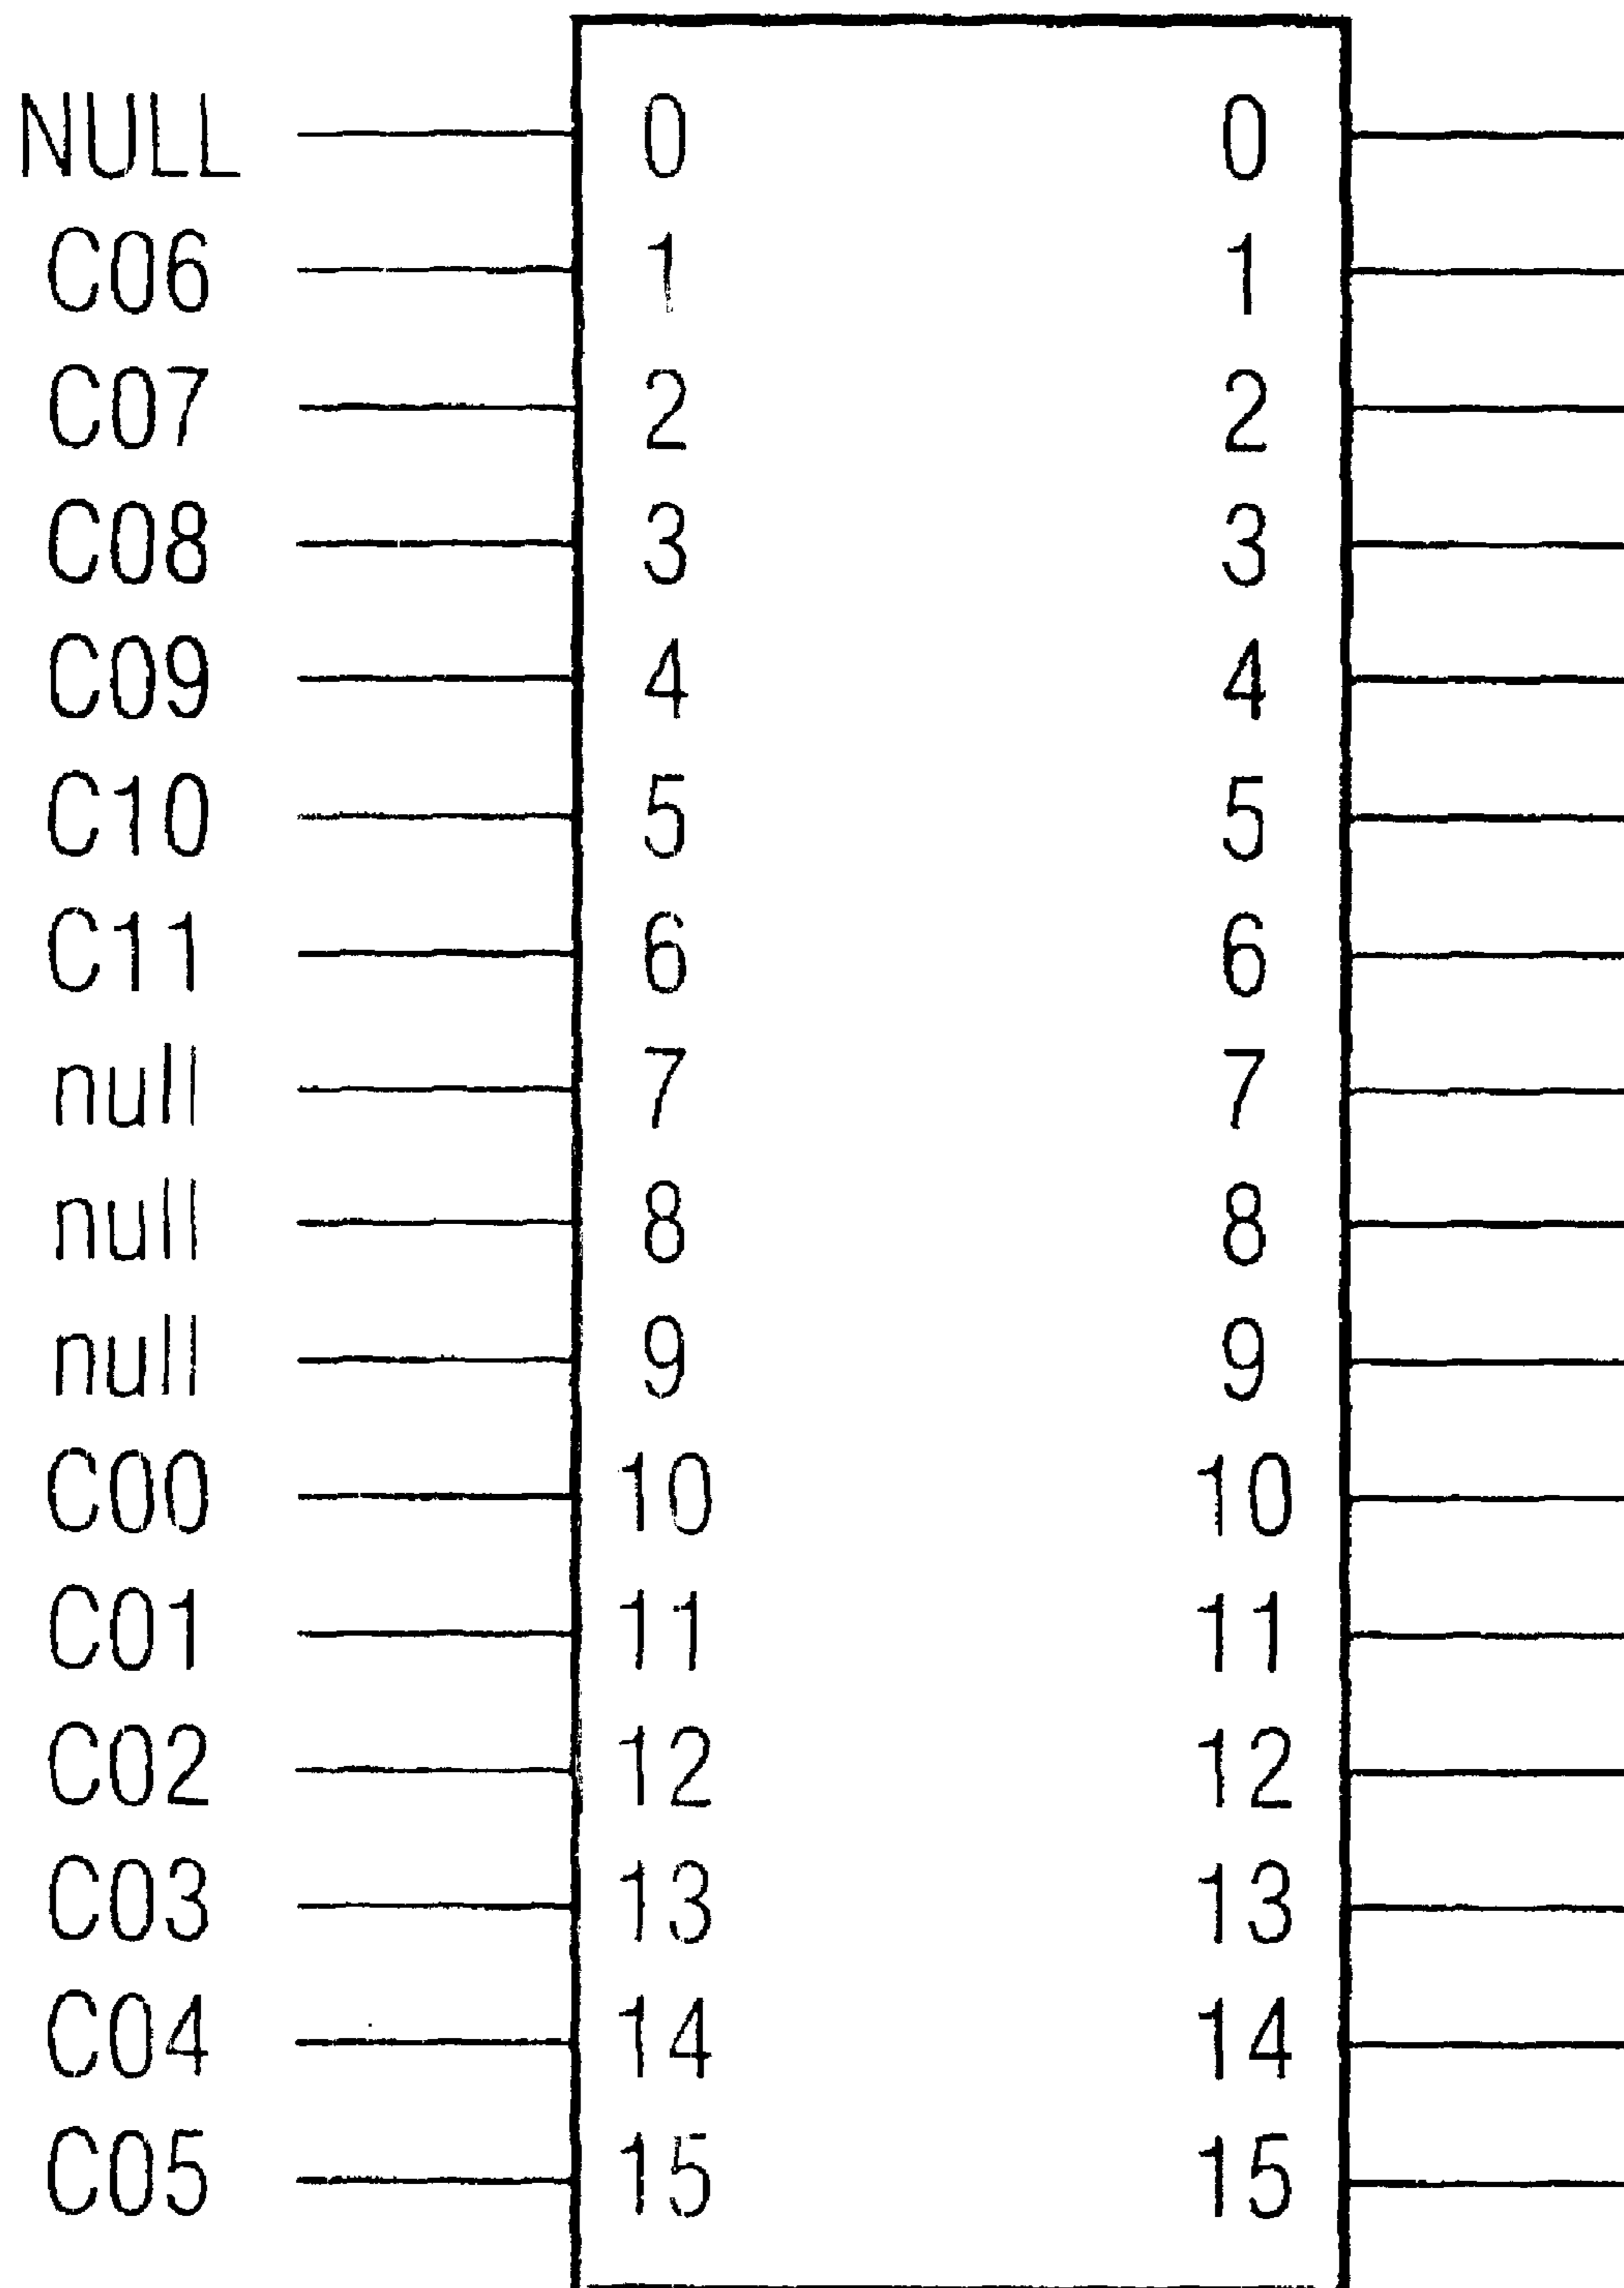 NULL 0 0
C06 1 1
C07 2 2
C08 3 3
C09 4 4
C10 5 5
C11 6 6
null 7 7
null 8 8
null 9 9
C00 10 10
C01 11 11
C02 12 12
C03 13 13
C04 14 14
C05 15 15